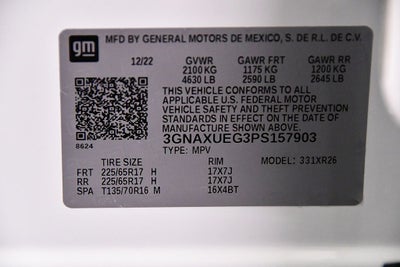 gm
MFD BY GENERAL MOTORS DE MEXICO, S. DE R.L. DE C.V.
12/22 GVWR GAWR FRT GAWR RR
2100 KG 1175 KG 1200 KG
4630 LB 2590 LB 2645 LB
THIS VEHICLE CONFORMS TO ALL
APPLICABLE U.S. FEDERAL MOTOR
VEHICLE SAFETY AND THEFT PREVENTION
STANDARDS IN EFFECT ON THE DATE OF
MANUFACTURE SHOWN ABOVE.
8624 3GNAXUEG3PS157903
TYPE: MPV MODEL: 331XR26
TIRE SIZE RIM
FRT 225/65R17 H 17X7J
RR 225/65R17 H 17X7J
SPA T135/70R16 M 16X4BT